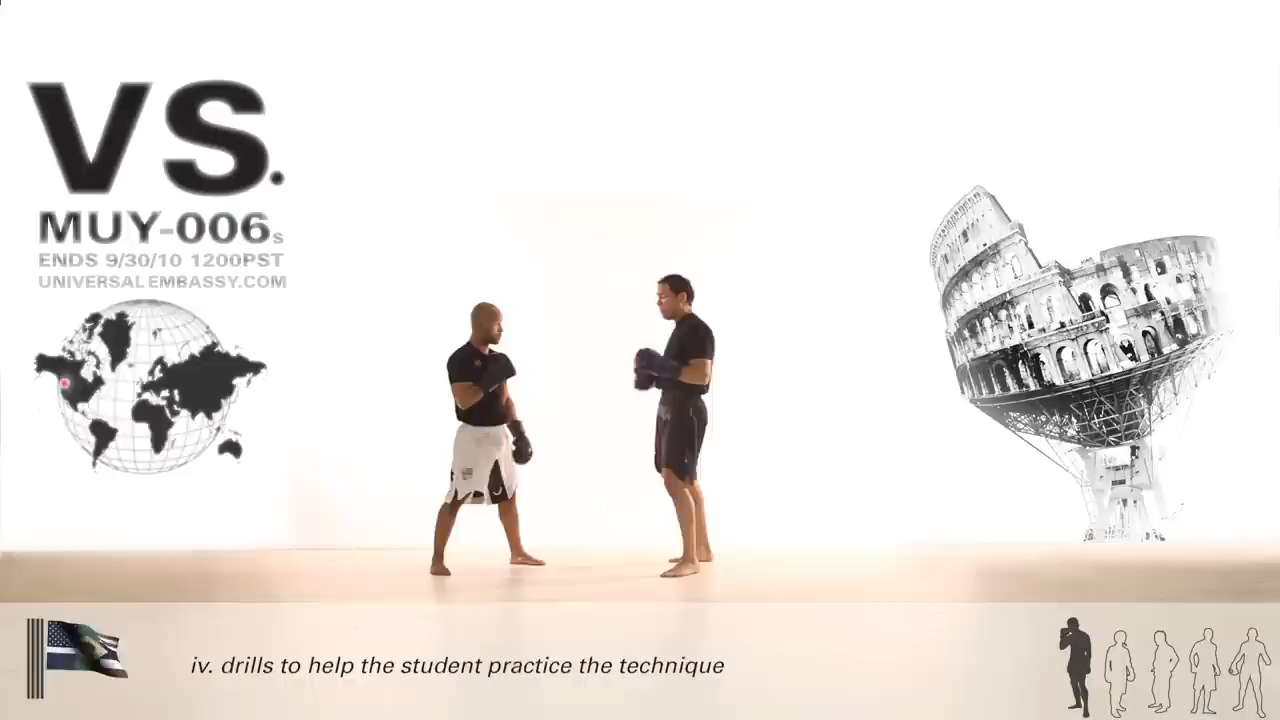 VS.
MUY-006s
ENDS 9/30/10 1200PST
UNIVERSALEMBASSY.COM
iv. drills to help the student practice the technique